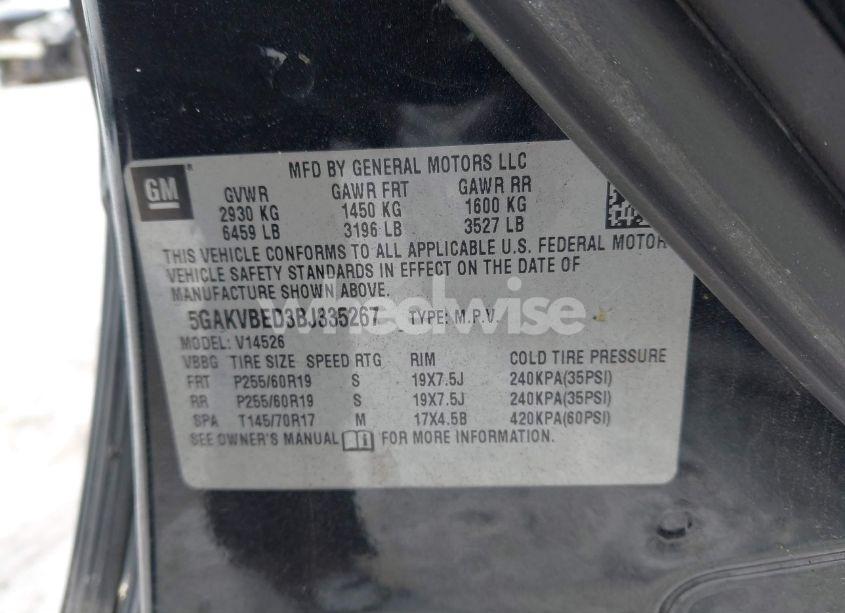 MFD BY GENERAL MOTORS LLC
GM
GVWR GAWR FRT GAWR RR
2930 KG 1450 KG 1600 KG
6459 LB 3196 LB 3527 LB
THIS VEHICLE CONFORMS TO ALL APPLICABLE U.S. FEDERAL MOTOR
VEHICLE SAFETY STANDARDS IN EFFECT ON THE DATE OF
MANUFACTURE SHOWN ABOVE.
5GAKVBED3BJ335267 TYPE: M.P.V.
wheelwise
MODEL: V14526
VBBG TIRE SIZE SPEED RTG RIM COLD TIRE PRESSURE
FRT P255/60R19 S 19X7.5J 240KPA(35PSI)
RR P255/60R19 S 19X7.5J 240KPA(35PSI)
SPA T145/70R17 M 17X4.5B 420KPA(60PSI)
SEE OWNER'S MANUAL FOR MORE INFORMATION.